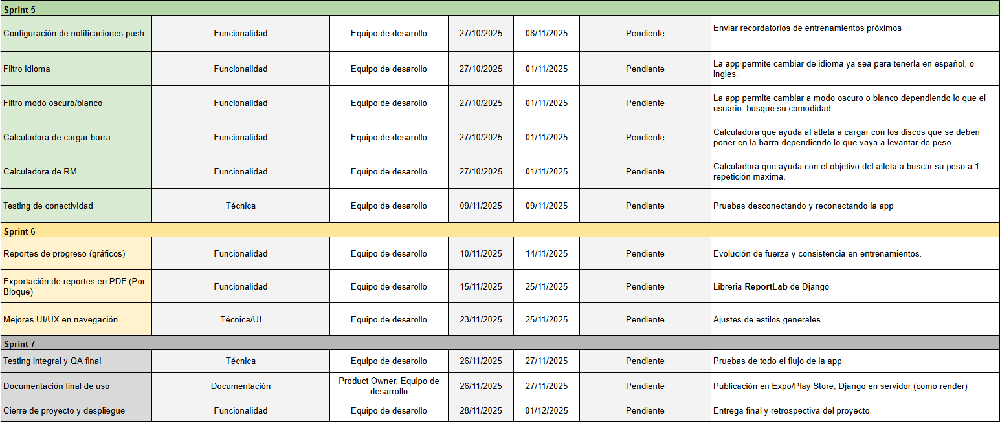 Sprint 5
Configuración de notificaciones push Funcionalidad Equipo de desarollo 27/10/2025 08/11/2025 Pendiente Enviar recordatorios de entrenamientos próximos
Filtro idioma Funcionalidad Equipo de desarollo 27/10/2025 01/11/2025 Pendiente La app permite cambiar de idioma ya sea para tenerla en español, o
ingles.
Filtro modo oscuro/blanco Funcionalidad Equipo de desarollo 27/10/2025 01/11/2025 Pendiente La app permite cambiar a modo oscuro o blanco dependiendo lo que el
usuario  busque su comodidad.
Calculadora de cargar barra Funcionalidad Equipo de desarollo 27/10/2025 01/11/2025 Pendiente Calculadora que ayuda al atleta a cargar con los discos que se deben
poner en la barra dependiendo lo que vaya a levantar de peso.
Calculadora de RM Funcionalidad Equipo de desarollo 27/10/2025 01/11/2025 Pendiente Calculadora que ayuda con el objetivo del atleta a buscar su peso a 1
repetición maxima.
Testing de conectividad Técnica Equipo de desarollo 09/11/2025 09/11/2025 Pendiente Pruebas desconectando y reconectando la app
Sprint 6
Reportes de progreso (gráficos) Funcionalidad Equipo de desarollo 10/11/2025 14/11/2025 Pendiente Evolución de fuerza y consistencia en entrenamientos.
Exportación de reportes en PDF (Por
Bloque) Funcionalidad Equipo de desarollo 15/11/2025 25/11/2025 Pendiente Libreria ReportLab de Django
Mejoras UI/UX en navegación Técnica/UI Equipo de desarollo 23/11/2025 25/11/2025 Pendiente Ajustes de estilos generales
Sprint 7
Testing integral y QA final Técnica Equipo de desarollo 26/11/2025 27/11/2025 Pendiente Pruebas de todo el flujo de la app.
Documentación final de uso Documentación Product Owner, Equipo de
desarrollo 26/11/2025 27/11/2025 Pendiente Publicación en Expo/Play Store, Django en servidor (como render)
Cierre de proyecto y despliegue Funcionalidad Equipo de desarollo 28/11/2025 01/12/2025 Pendiente Entrega final y retrospectiva del proyecto.